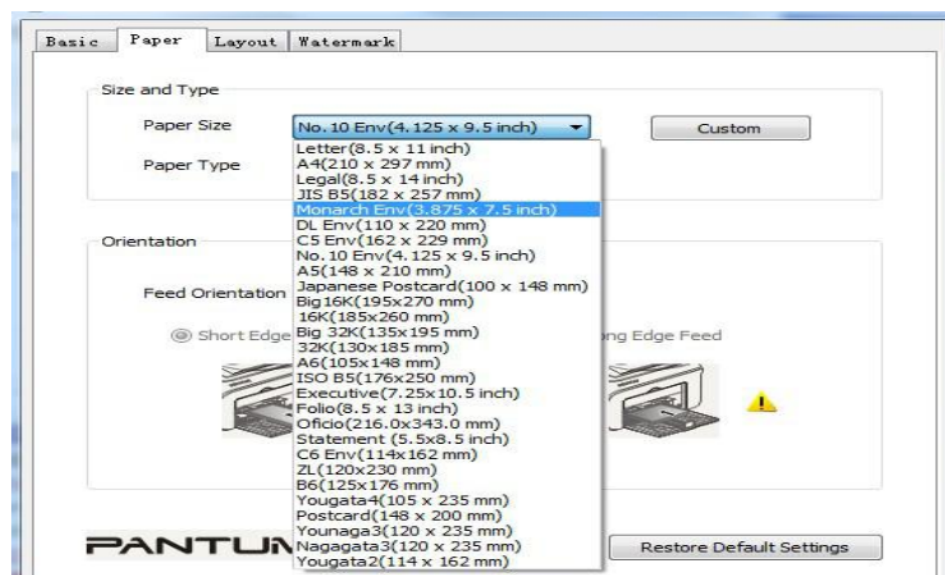 Basic Paper Layout Watermark
Size and Type
Paper Size No. 10 Env(4.125 x 9.5 inch) Custom
Letter(8.5 x 11 inch)
Paper Type A4(210 x 297 mm)
Legal(8.5 x 14 inch)
JIS B5(182 x 257 mm)
Monarch Env(3.875 x 7.5 inch)
DL Env(110 x 220 mm)
Orientation C5 Env(162 x 229 mm)
No. 10 Env(4.125 x 9.5 inch)
A5(148 x 210 mm)
Feed Orientation Japanese Postcard(100 x 148 mm)
Big16K(195x270 mm)
16K(185x260 mm)
Short Edge Big 32K(135x195 mm) Edge Feed
32K(130x185 mm)
A6(105x148 mm)
ISO B5(176x250 mm)
Executive(7.25x10.5 inch)
Folio(8.5 x 13 inch)
Oficio(216.0x343.0 mm)
Statement (5.5x8.5 inch)
C6 Env(114x162 mm)
ZL(120x230 mm)
B6(125x176 mm)
Yougata4(105 x 235 mm)
Postcard(148 x 200 mm)
Younaga3(120 x 235 mm)
PANTUM Nagagata3(120 x 235 mm) Restore Default Settings
Yougata2(114 x 162 mm)